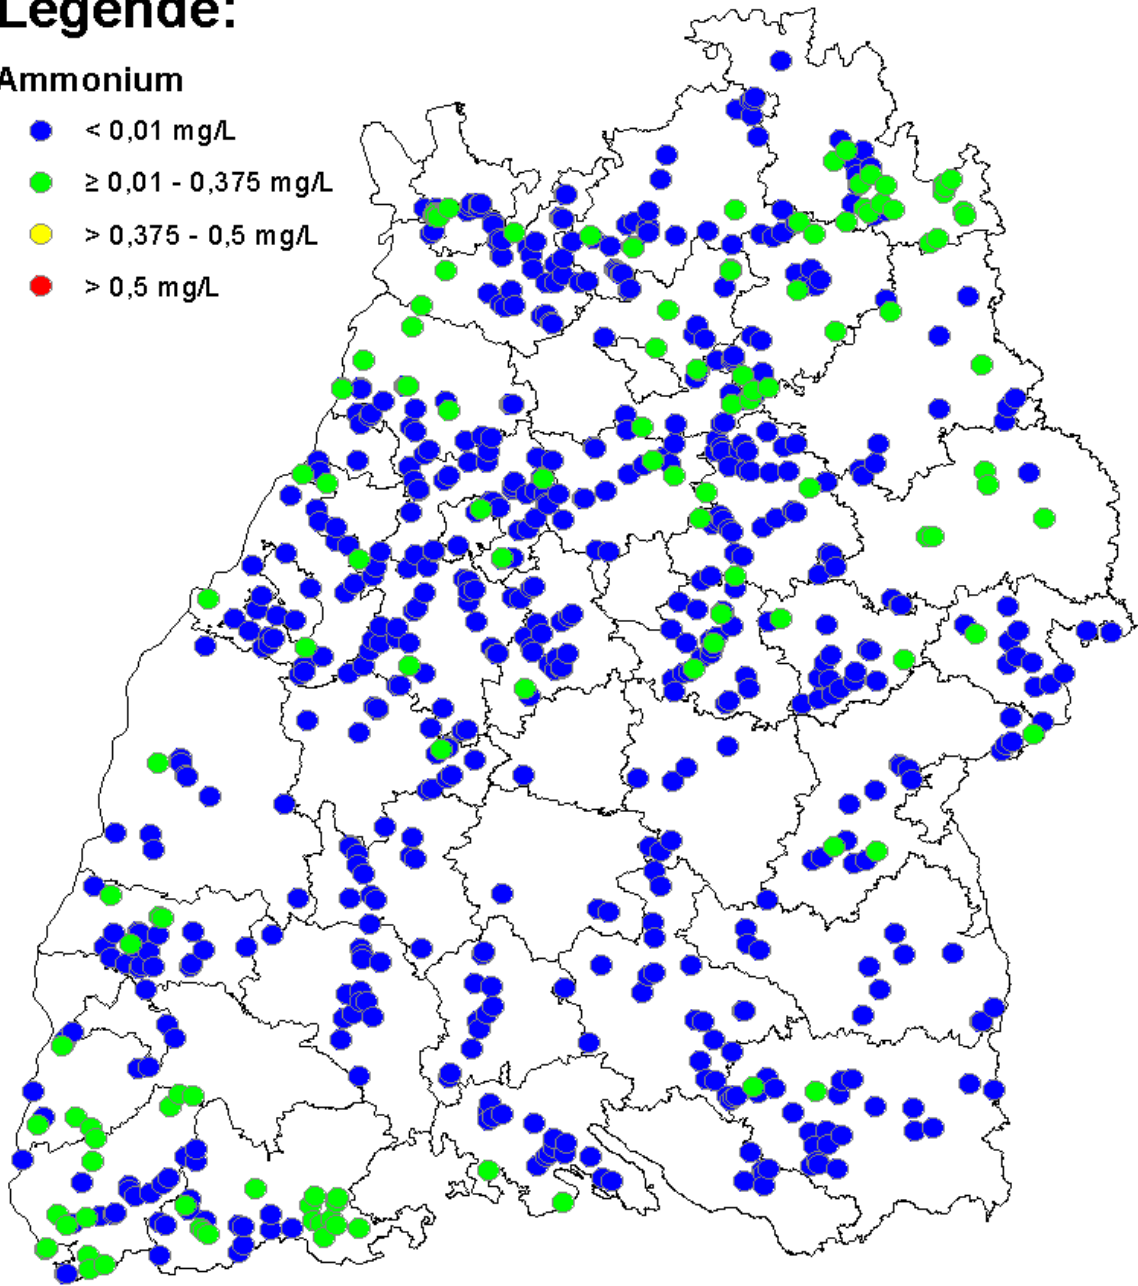 Legende:
Ammonium
< 0,01 mg/L
≥ 0,01 - 0,375 mg/L
> 0,375 - 0,5 mg/L
> 0,5 mg/L